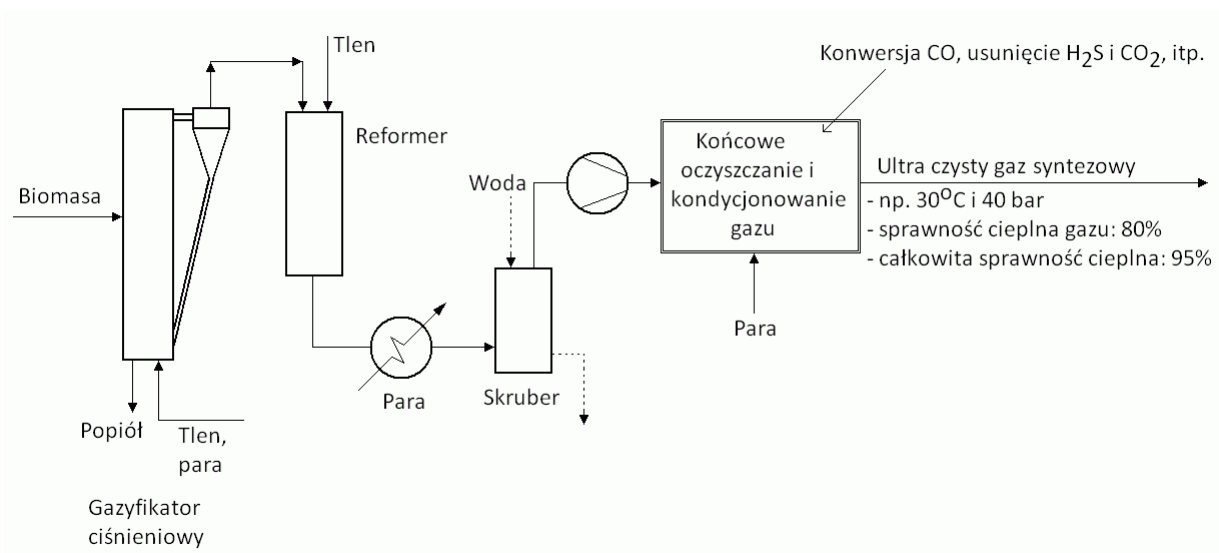 Tlen
Konwersja CO, usunięcie H2S i CO2, itp.
Reformer
Końcowe
oczyszczanie i
kondycjonowanie
gazu
Ultra czysty gaz syntezowy
- np. 30OC i 40 bar
- sprawność cieplna gazu: 80%
- całkowita sprawność cieplna: 95%
Woda
Biomasa
Para
Para
Skruber
Popiół
Tlen,
para
Gazyfikator
ciśnieniowy